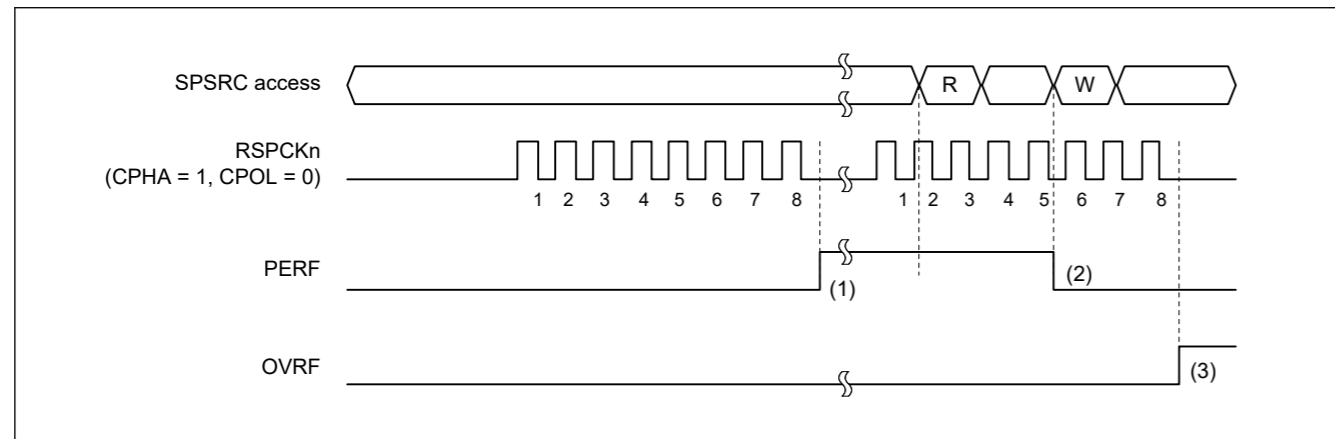 SPSRC access
R
W
RSPCKn
(CPHA = 1, CPOL = 0)
1 2 3 4 5 6 7 8 1 2 3 4 5 6 7 8
PERF
(1)
(2)
OVRF
(3)